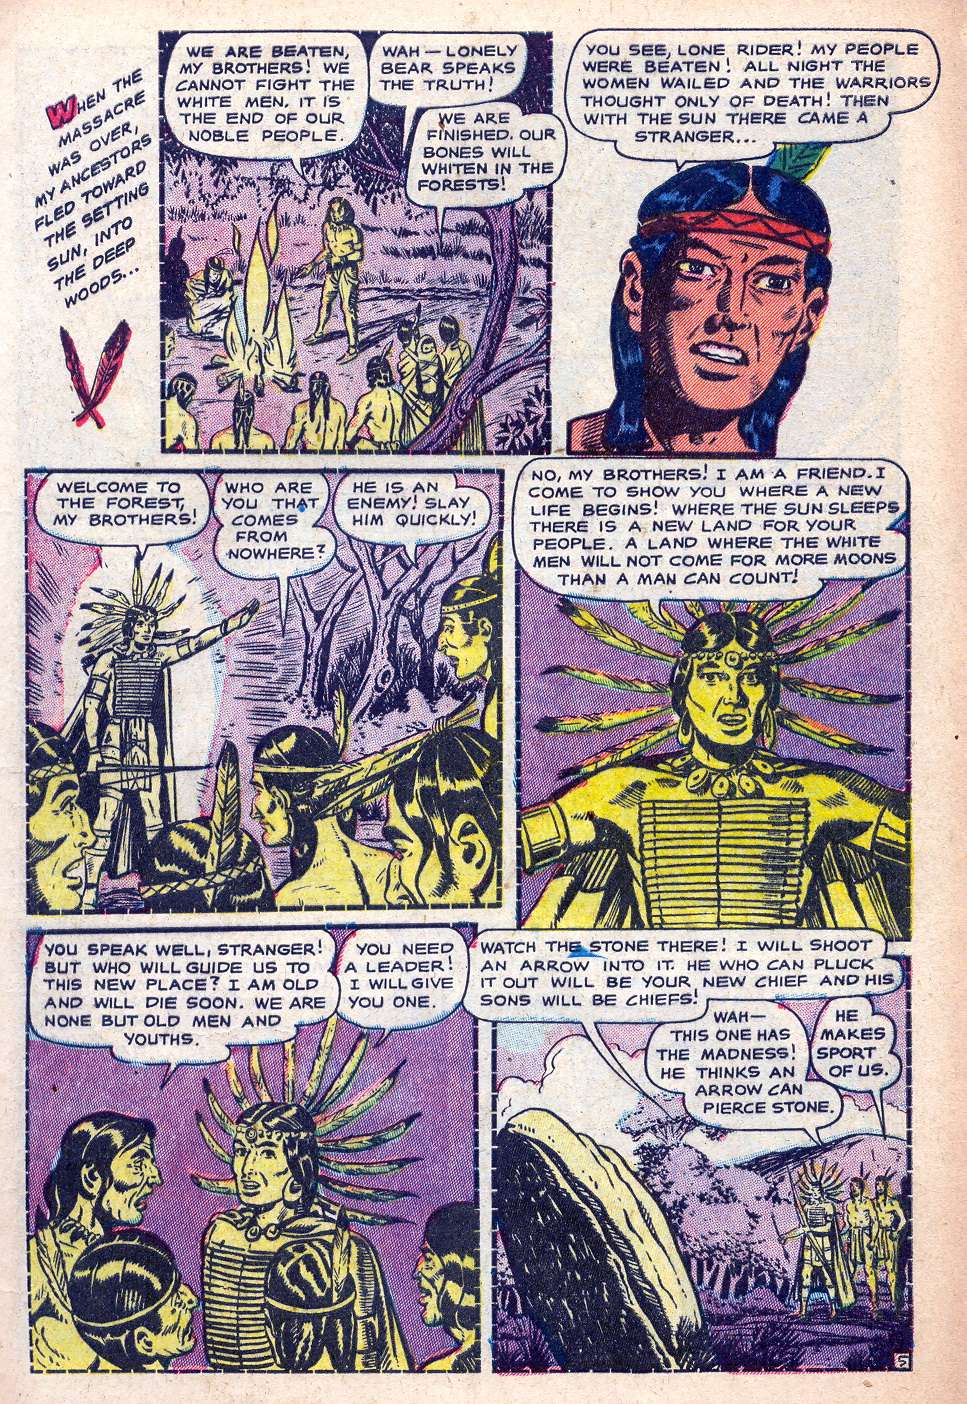 WHEN THE
MASSACRE
WAS OVER,
MY ANCESTORS
FLED TOWARD
THE SETTING
SUN, INTO
THE DEEP
WOODS...
WE ARE BEATEN,
MY BROTHERS! WE
CANNOT FIGHT THE
WHITE MEN. IT IS
THE END OF OUR
NOBLE PEOPLE.
WAH — LONELY
BEAR SPEAKS
THE TRUTH!
WE ARE
FINISHED. OUR
BONES WILL
WHITEN IN THE
FORESTS!
YOU SEE, LONE RIDER! MY PEOPLE
WERE BEATEN! ALL NIGHT THE
WOMEN WAILED AND THE WARRIORS
THOUGHT ONLY OF DEATH! THEN
WITH THE SUN THERE CAME A
STRANGER...
WELCOME TO
THE FOREST,
MY BROTHERS!
WHO ARE
YOU THAT
COMES
FROM
NOWHERE?
HE IS AN
ENEMY! SLAY
HIM QUICKLY!
NO, MY BROTHERS! I AM A FRIEND. I
COME TO SHOW YOU WHERE A NEW
LIFE BEGINS! WHERE THE SUN SLEEPS
THERE IS A NEW LAND FOR YOUR
PEOPLE. A LAND WHERE THE WHITE
MEN WILL NOT COME FOR MORE MOONS
THAN A MAN CAN COUNT!
YOU SPEAK WELL, STRANGER!
BUT WHO WILL GUIDE US TO
THIS NEW PLACE? I AM OLD
AND WILL DIE SOON. WE ARE
NONE BUT OLD MEN AND
YOUTHS.
YOU NEED
A LEADER!
I WILL GIVE
YOU ONE.
WATCH THE STONE THERE! I WILL SHOOT
AN ARROW INTO IT. HE WHO CAN PLUCK
IT OUT WILL BE YOUR NEW CHIEF AND HIS
SONS WILL BE CHIEFS!
WAH—
THIS ONE HAS
THE MADNESS!
HE THINKS AN
ARROW CAN
PIERCE STONE.
HE
MAKES
SPORT
OF US.
5